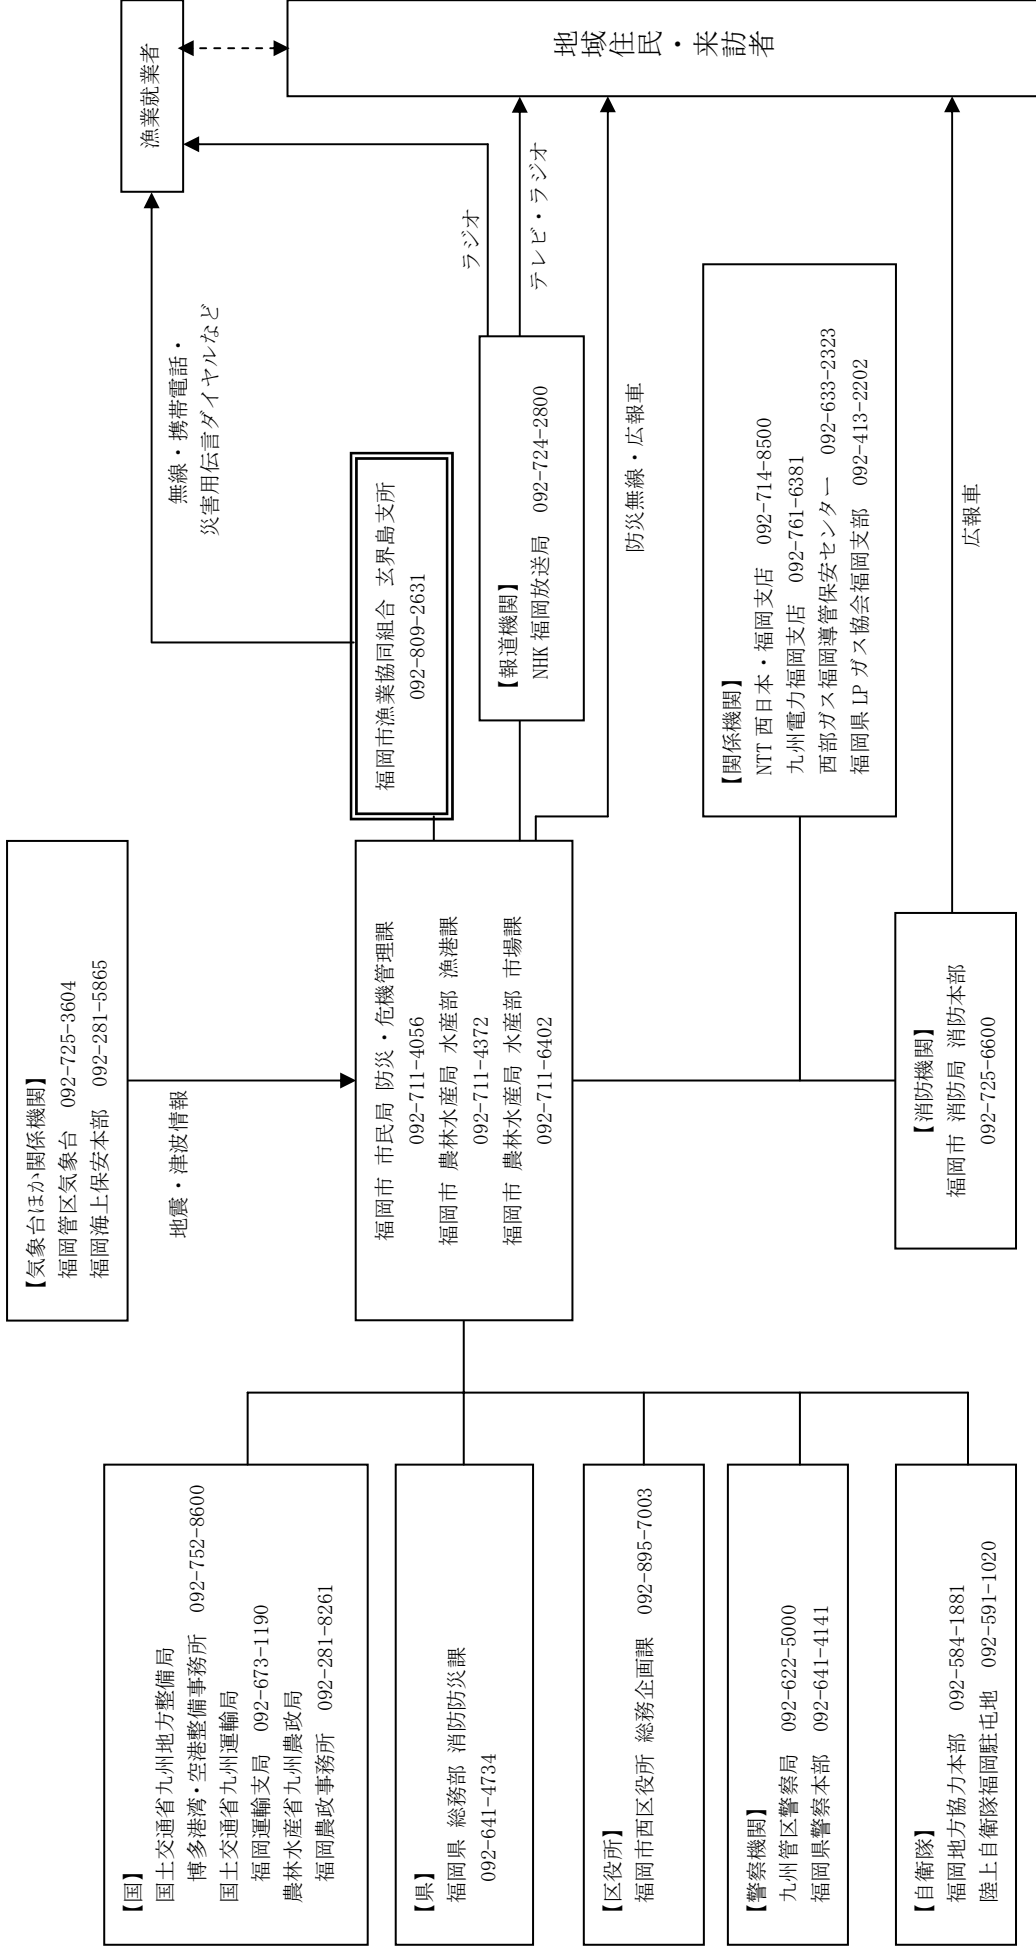 【気象台ほか関係機関】
福岡管区気象台 092-725-3604
福岡海上保安本部 092-281-5865
地震・津波情報
【国】
国土交通省九州地方整備局
博多港湾・空港整備事務所 092-752-8600
国土交通省九州運輸局
福岡運輸支局 092-673-1190
農林水産省九州農政局
福岡農政事務所 092-281-8261
【県】
福岡県 総務部 消防防災課
092-641-4734
【区役所】
福岡市西区役所 総務企画課 092-895-7003
【警察機関】
九州管区警察局 092-622-5000
福岡県警察本部 092-641-4141
【自衛隊】
福岡地方協力本部 092-584-1881
陸上自衛隊福岡駐屯地 092-591-1020
福岡市 市民局 防災・危機管理課
092-711-4056
福岡市 農林水産局 水産部 漁港課
092-711-4372
福岡市 農林水産局 水産部 市場課
092-711-6402
【消防機関】
福岡市 消防局 消防本部
092-725-6600
福岡市漁業協同組合 玄界島支所
092-809-2631
【報道機関】
NHK 福岡放送局 092-724-2800
【関係機関】
NTT 西日本・福岡支店 092-714-8500
九州電力福岡支店 092-761-6381
西部ガス福岡導管保安センター 092-633-2323
福岡県 LP ガス協会福岡支部 092-413-2202
無線・携帯電話・
災害用伝言ダイヤルなど
ラジオ
テレビ・ラジオ
防災無線・広報車
広報車
漁業就業者
地域住民・来訪者